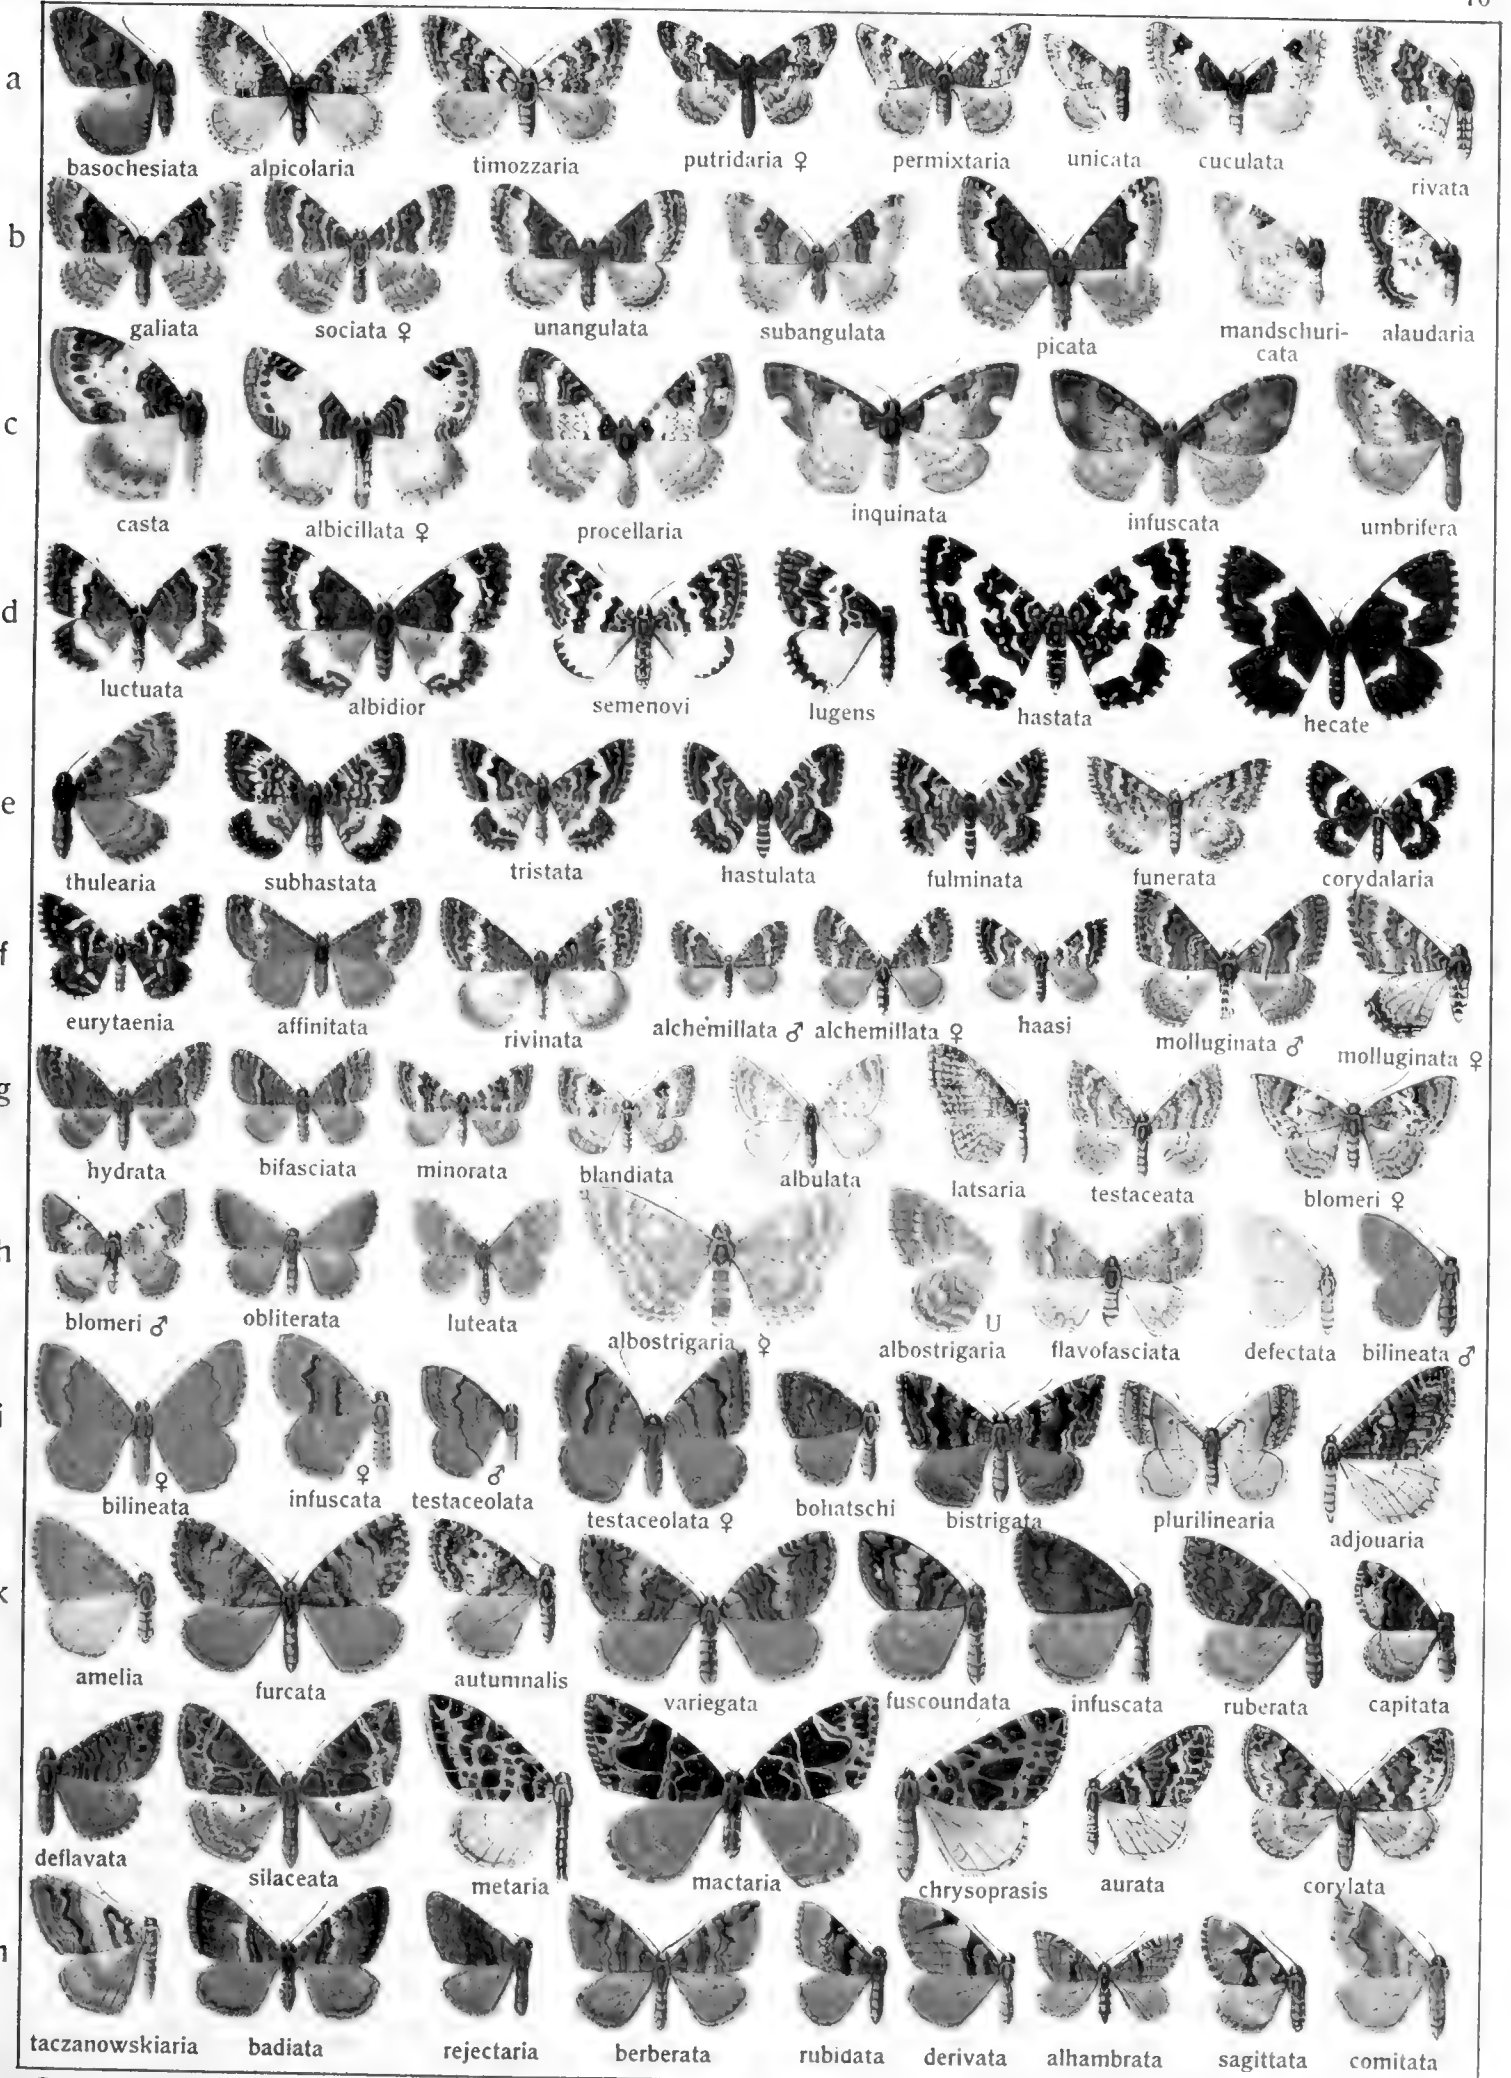 a
basochesiata alpicolaria timozzaria putridaria ♀ permixtaria unicata cuculata rivata
b
galiata sociata ♀ unangulata subangulata picata mandschuri-
cata alaudaria
c
casta albicillata ♀ procellaria inquinata infuscata umbrifera
d
luctuata albidior semenovi lugens hastata hecate
e
thulearia subhastata tristata hastulata fulminata funerata corydalaria
f
eurytaenia affinitata rivinata alchemillata ♂ alchemillata ♀ haasi molluginata ♂ molluginata ♀
g
hydrata bifasciata minorata blandiata albulata latsaria testaceata blomeri ♀
h
blomeri ♂ obliterata luteata albostrigaria ☿ albostrigaria U flavofasciata defectata bilineata ♂
i
bilineata ♀ infuscata ♀ testaceolata ♂ testaceolata ♀ bohatschi bistrigata plurilinearia adjouaria
k
amelia furcata autumnalis variegata fuscoundata infuscata ruberata capitata
deflavata silaceata metaria mactaria chrysoprasis aurata corylata
taczanowskiaria badiata rejectaria berberata rubidata derivata alhambrata sagittata comitata